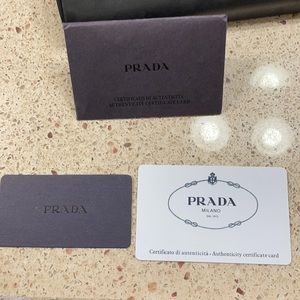 PRADA
CERTIFICATO DI AUTENTICITÀ
AUTHENTICITY CERTIFICATE CARD
PRADA
PRADA
MILANO
DAL 1913
Certificato di autenticità - Authenticity certificate card